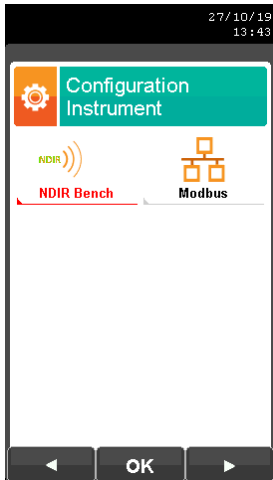 27/10/19
13:43
Configuration
Instrument
NDIR
NDIR Bench Modbus
OK